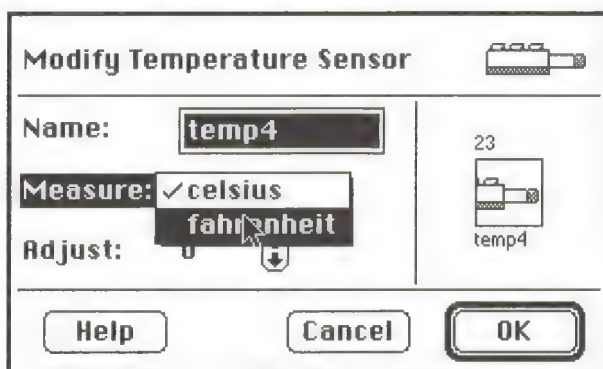 Modify Temperature Sensor
Name: temp4
23
Measure: ✓celsius
fahrenheit
temp4
Adjust: 0
Help Cancel OK